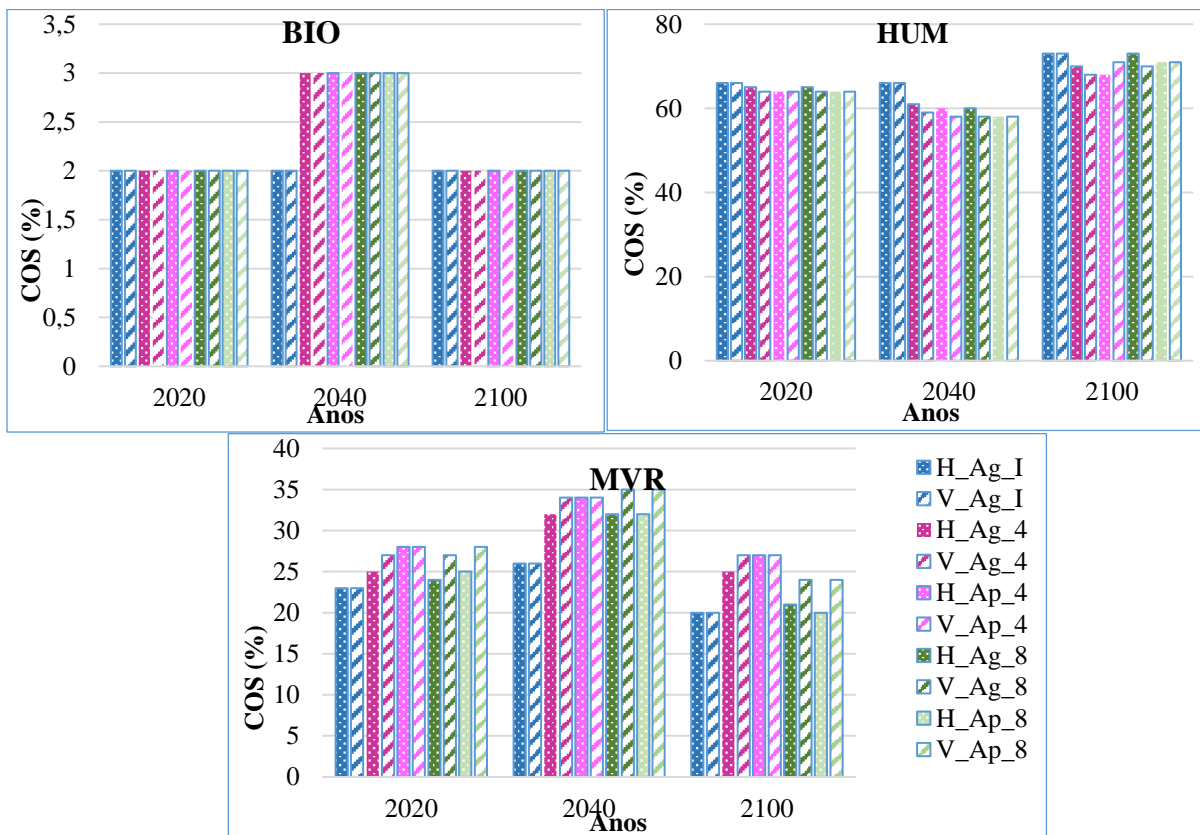 BIO
COS (%)
3,5
3
2,5
2
1,5
1
0,5
0
2020 2040 2100
Anos
HUM
COS (%)
80
60
40
20
0
2020 2040 2100
Anos
MVR
COS (%)
40
35
30
25
20
15
10
5
0
2020 2040 2100
Anos
H_Ag_I
V_Ag_I
H_Ag_4
V_Ag_4
H_Ap_4
V_Ap_4
H_Ag_8
V_Ag_8
H_Ap_8
V_Ap_8